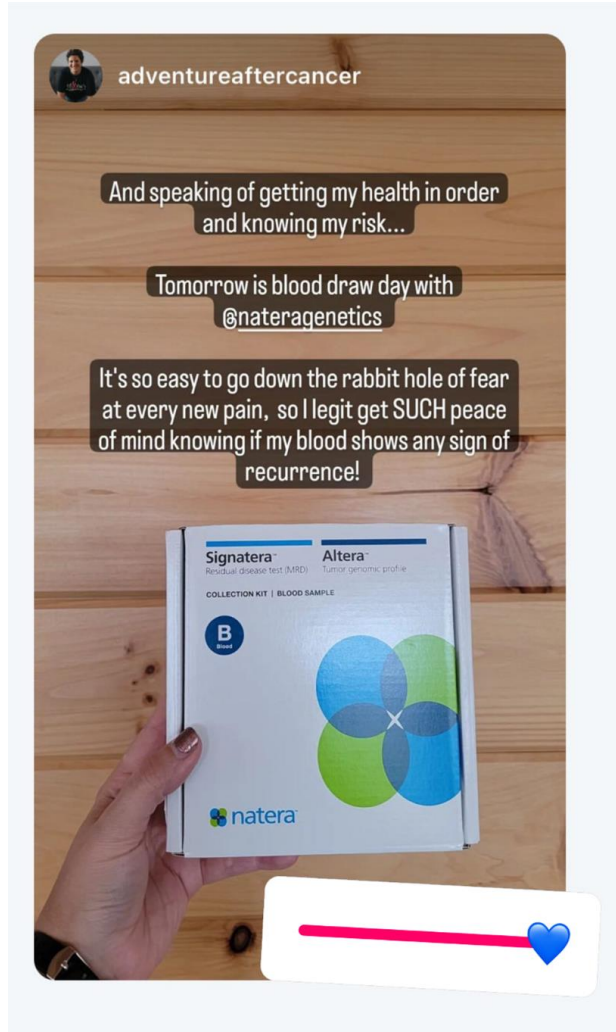 adventureaftercancer
And speaking of getting my health in order
and knowing my risk...
Tomorrow is blood draw day with
@nateragenetics
It's so easy to go down the rabbit hole of fear
at every new pain, so I legit get SUCH peace
of mind knowing if my blood shows any sign of
recurrence!
Signatera™ Altera™
Residual disease test (MRD) Tumor genomic profile
COLLECTION KIT | BLOOD SAMPLE
B
Blood
natera™